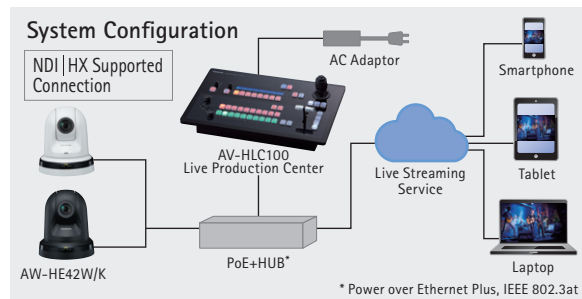 System Configuration
NDI|HX Supported
Connection
AC Adaptor
Smartphone
AV-HLC100
Live Production Center
Live Streaming
Service
Tablet
AW-HE42W/K
PoE+HUB*
Laptop
* Power over Ethernet Plus, IEEE 802.3at